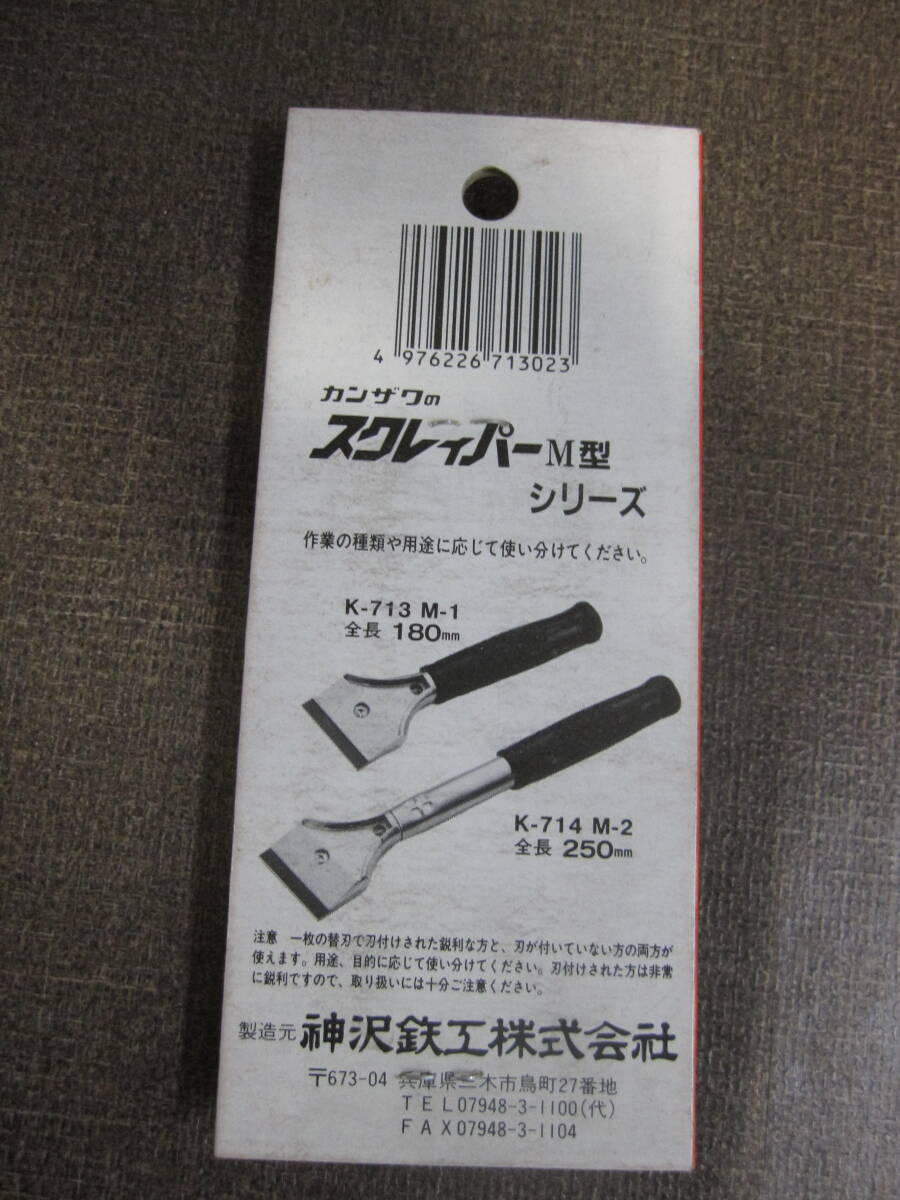 4 976226 713023
カンザワの
スクレイパーM型
シリーズ
作業の種類や用途に応じて使い分けてください。
K-713 M-1
全長 180mm
K-714 M-2
全長 250mm
注意 一枚の替刃で刃付けされた鋭利な方と、刃が付いていない方の両方が
使えます。用途、目的に応じて使い分けてください。刃付けされた方は非常
に鋭利ですので、取り扱いには十分ご注意ください。
製造元 神沢鉄工株式会社
〒673-04 兵庫県三木市鳥町27番地
TEL07948-3-1100(代)
FAX07948-3-1104